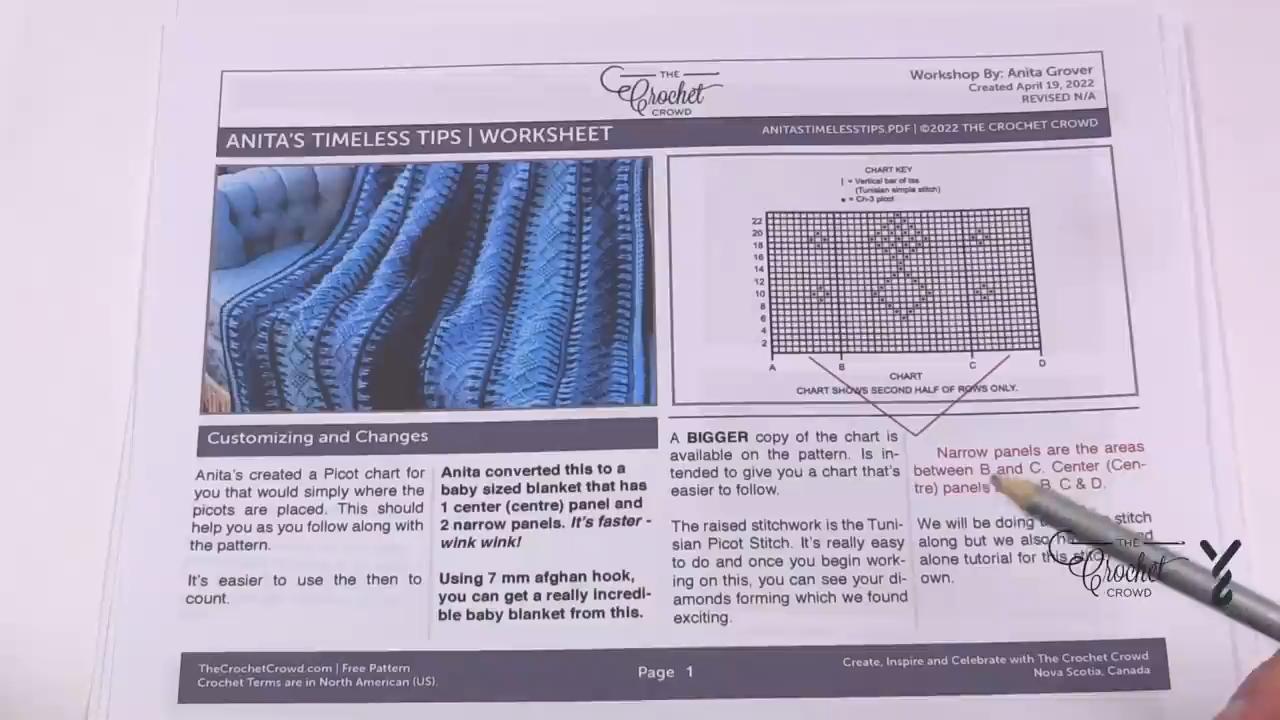 THE
Crochet
CROWD
Workshop By: Anita Grover
Created April 19, 2022
REVISED N/A
ANITA'S TIMELESS TIPS | WORKSHEET
ANITASTIMELESSTIPS.PDF | ©2022 THE CROCHET CROWD
CHART KEY
| = Vertical bar of tss
(Tunisian simple stitch)
• = Ch-3 picot
22
20
18
16
14
12
10
8
6
4
2
A B C D
CHART
CHART SHOWS SECOND HALF OF ROWS ONLY.
Customizing and Changes
Anita's created a Picot chart for
you that would simply where the
picots are placed. This should
help you as you follow along with
the pattern.
It's easier to use the then to
count.
Anita converted this to a
baby sized blanket that has
1 center (centre) panel and
2 narrow panels. It's faster -
wink wink!
Using 7 mm afghan hook,
you can get a really incredi-
ble baby blanket from this.
A BIGGER copy of the chart is
available on the pattern. Is in-
tended to give you a chart that's
easier to follow.
The raised stitchwork is the Tuni-
sian Picot Stitch. It's really easy
to do and once you begin work-
ing on this, you can see your di-
amonds forming which we found
exciting.
Narrow panels are the areas
between B and C. Center (Cen-
tre) panels B, C & D.
We will be doing stitch
along but we also
alone tutorial for this
own.
THE
Crochet
CROWD
TheCrochetCrowd.com | Free Pattern
Crochet Terms are in North American (US).
Page 1
Create, Inspire and Celebrate with The Crochet Crowd
Nova Scotia, Canada